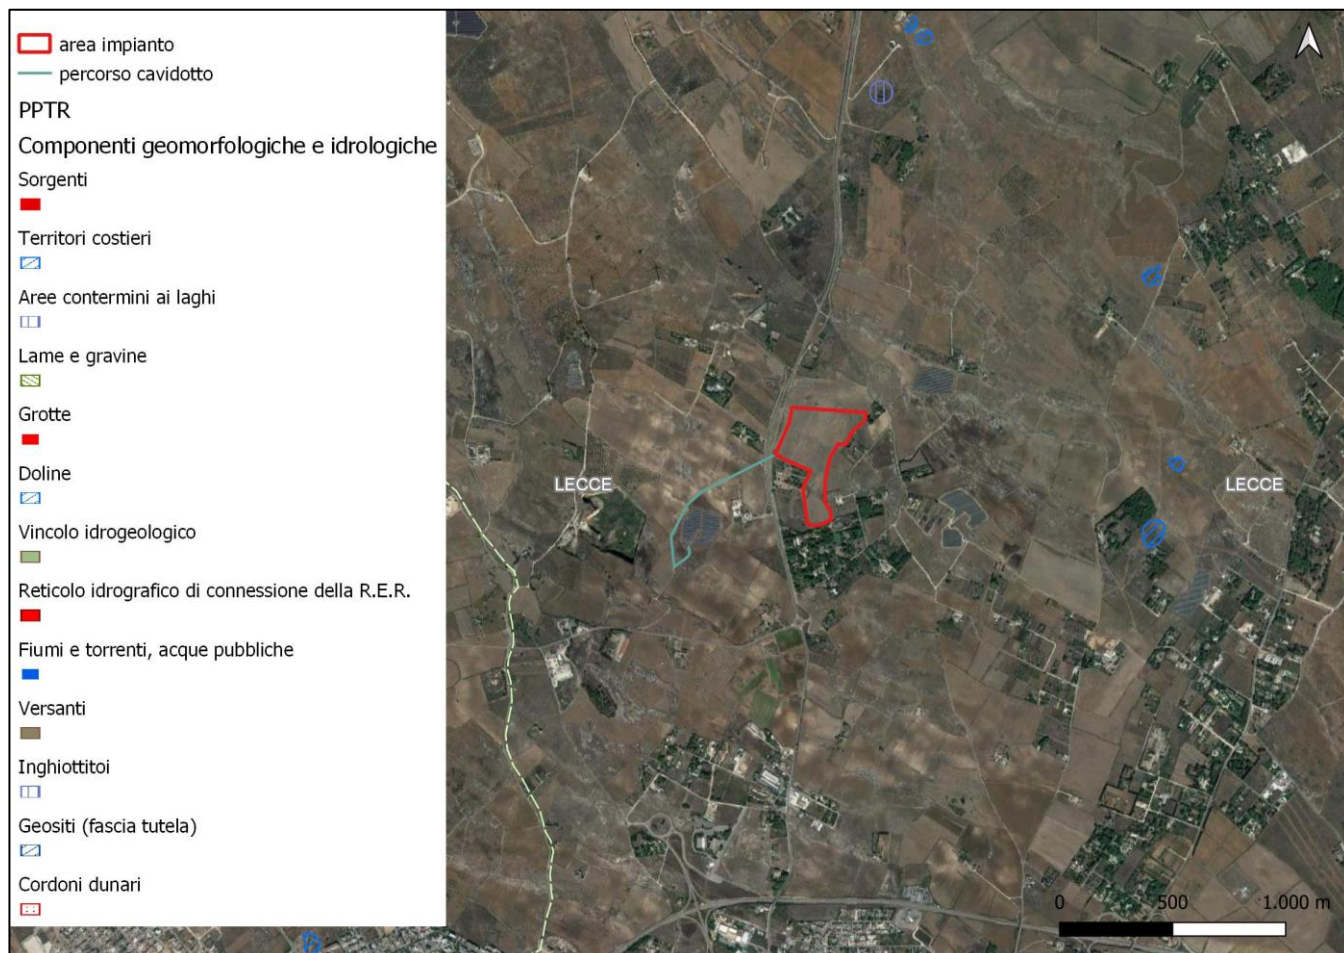 area impianto
percorso cavidotto
PPTR
Componenti geomorfologiche e idrologiche
Sorgenti
Territori costieri
Aree contermini ai laghi
Lame e gravine
Grotte
Doline
Vincolo idrogeologico
Reticolo idrografico di connessione della R.E.R.
Fiumi e torrenti, acque pubbliche
Versanti
Inghiottitoi
Geositi (fascia tutela)
Cordoni dunari
LECCE
LECCE
0 500 1.000 m